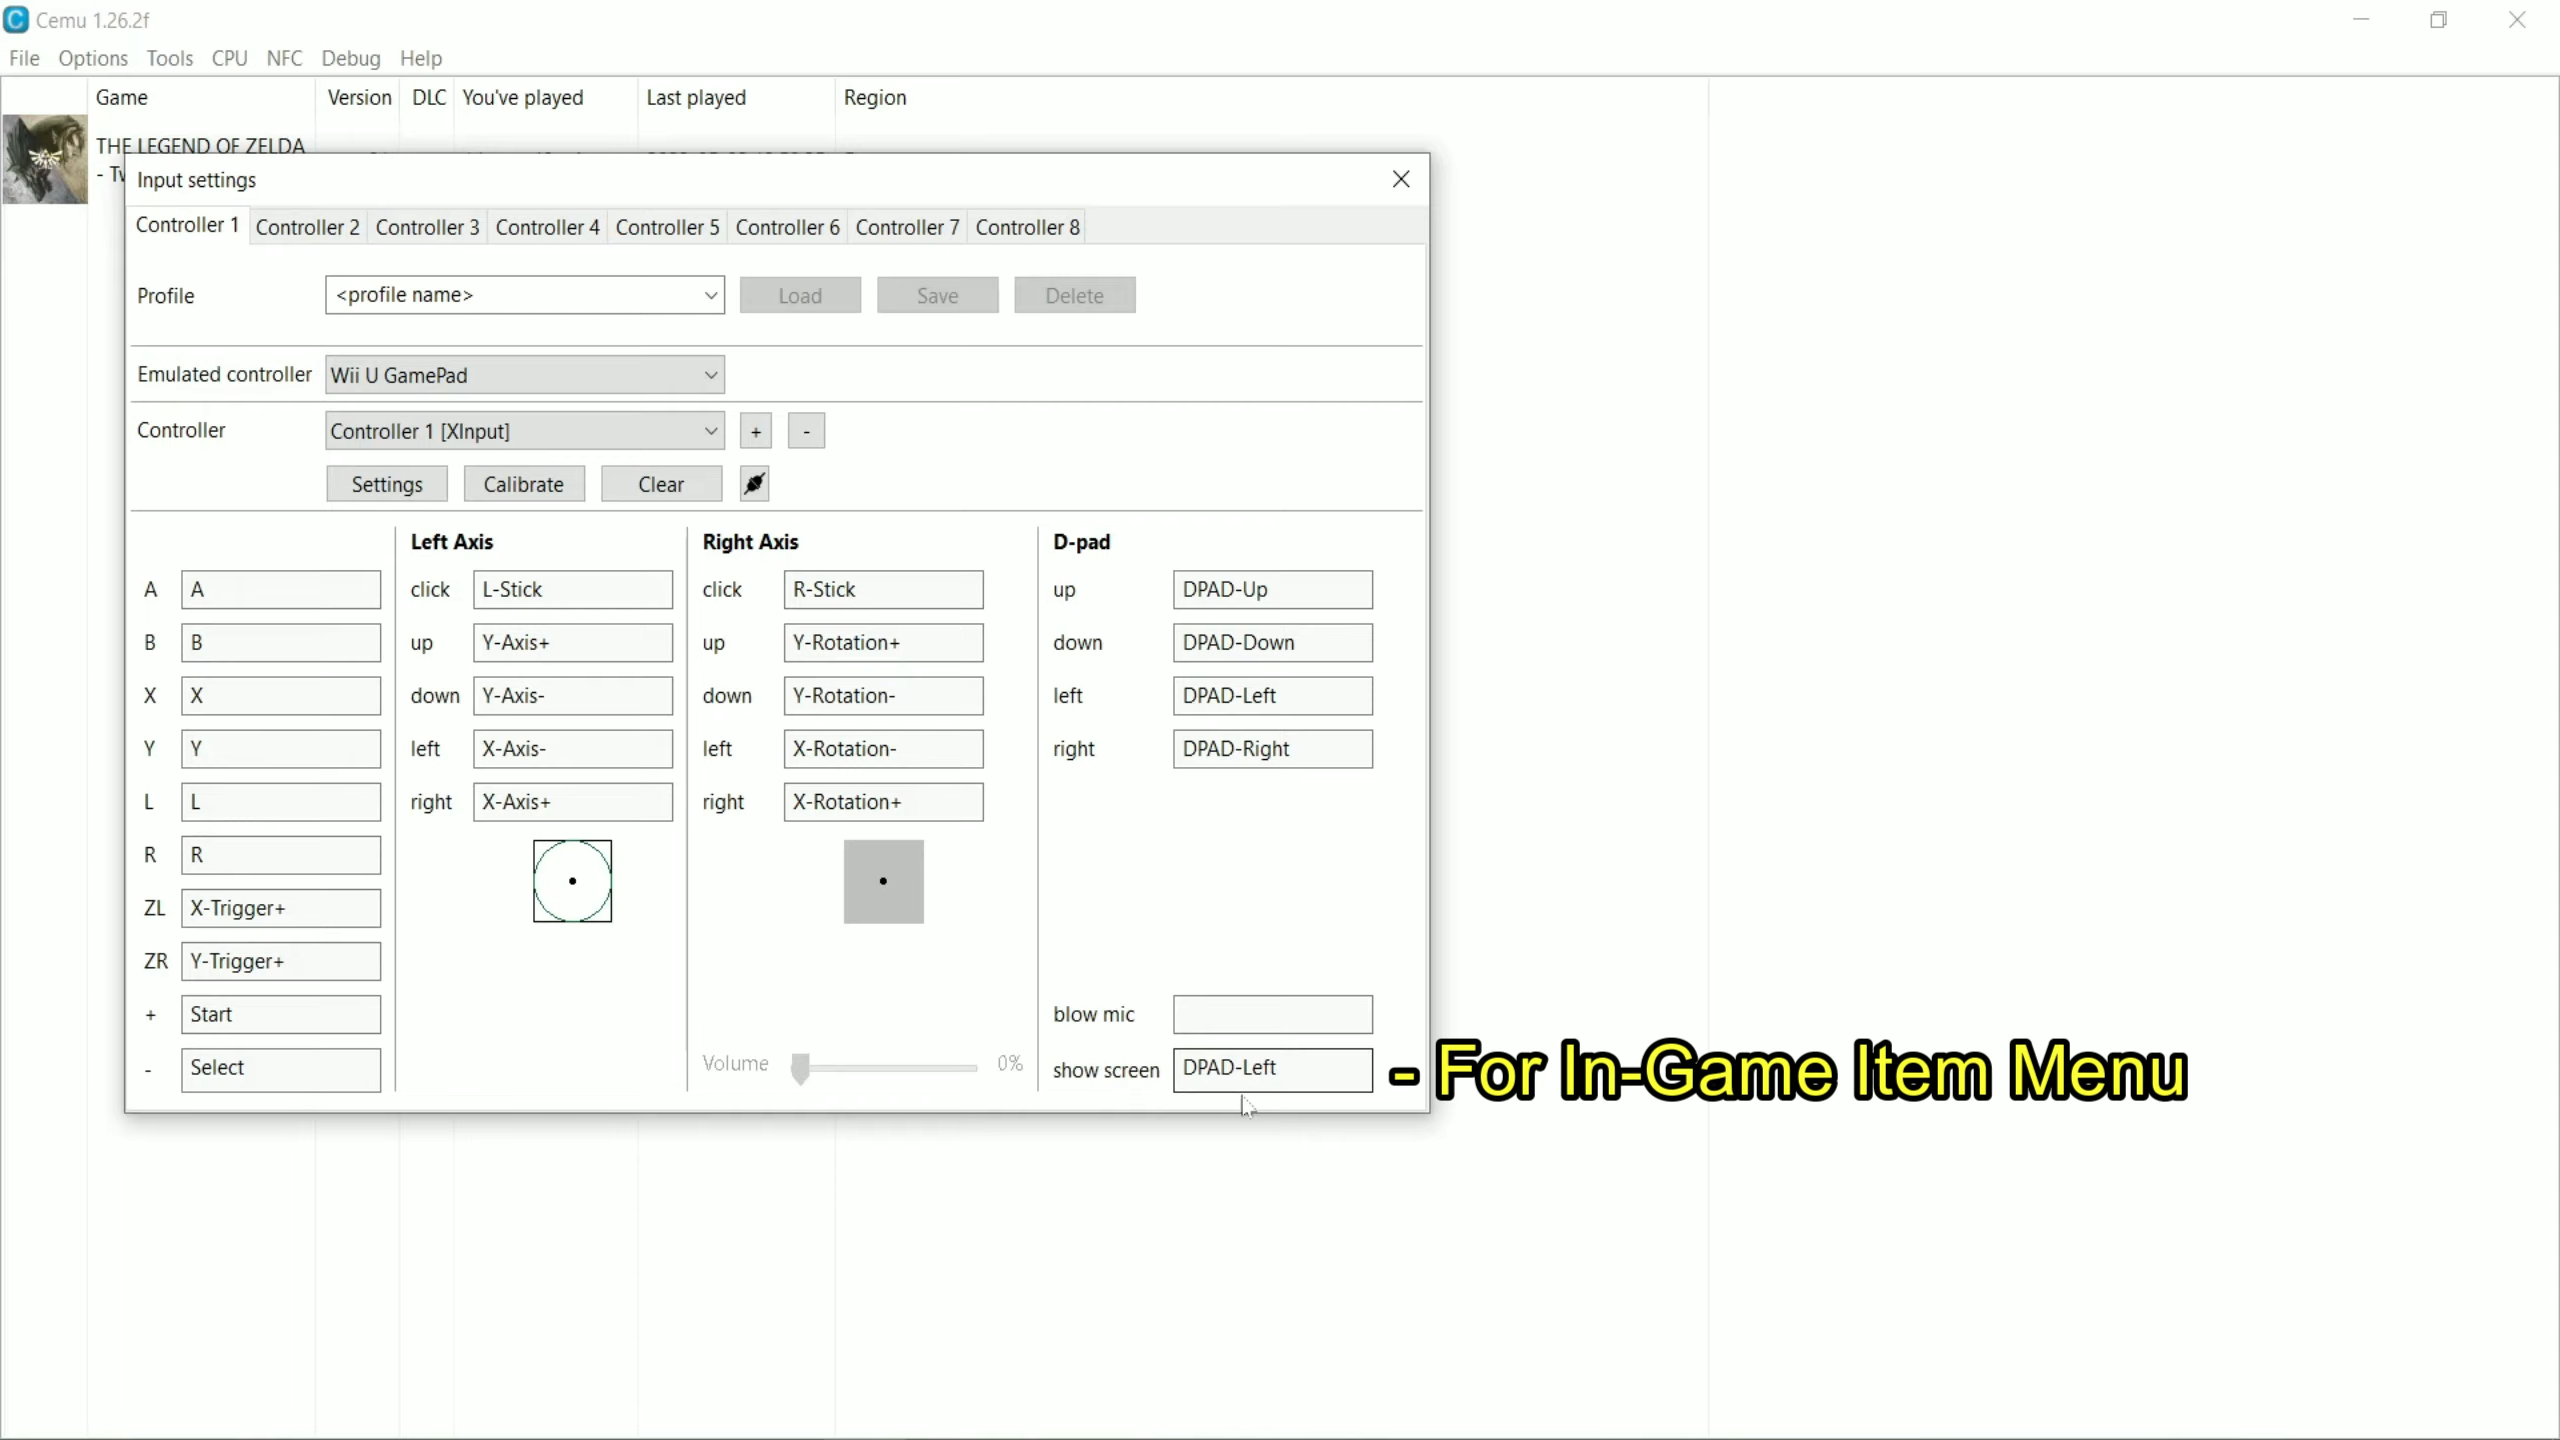 Cemu 1.26.2f
File Options Tools CPU NFC Debug Help
Game Version DLC You've played Last played Region
THE LEGEND OF ZELDA
Input settings
Controller 1 Controller 2 Controller 3 Controller 4 Controller 5 Controller 6 Controller 7 Controller 8
Profile <profile name> Load Save Delete
Emulated controller Wii U GamePad
Controller Controller 1 [XInput] + -
Settings Calibrate Clear
Left Axis Right Axis D-pad
A A click L-Stick click R-Stick up DPAD-Up
B B up Y-Axis+ up Y-Rotation+ down DPAD-Down
X X down Y-Axis- down Y-Rotation- left DPAD-Left
Y Y left X-Axis- left X-Rotation- right DPAD-Right
L L right X-Axis+ right X-Rotation+
R R
ZL X-Trigger+
ZR Y-Trigger+
+ Start blow mic
- Select Volume 0% show screen DPAD-Left - For In-Game Item Menu